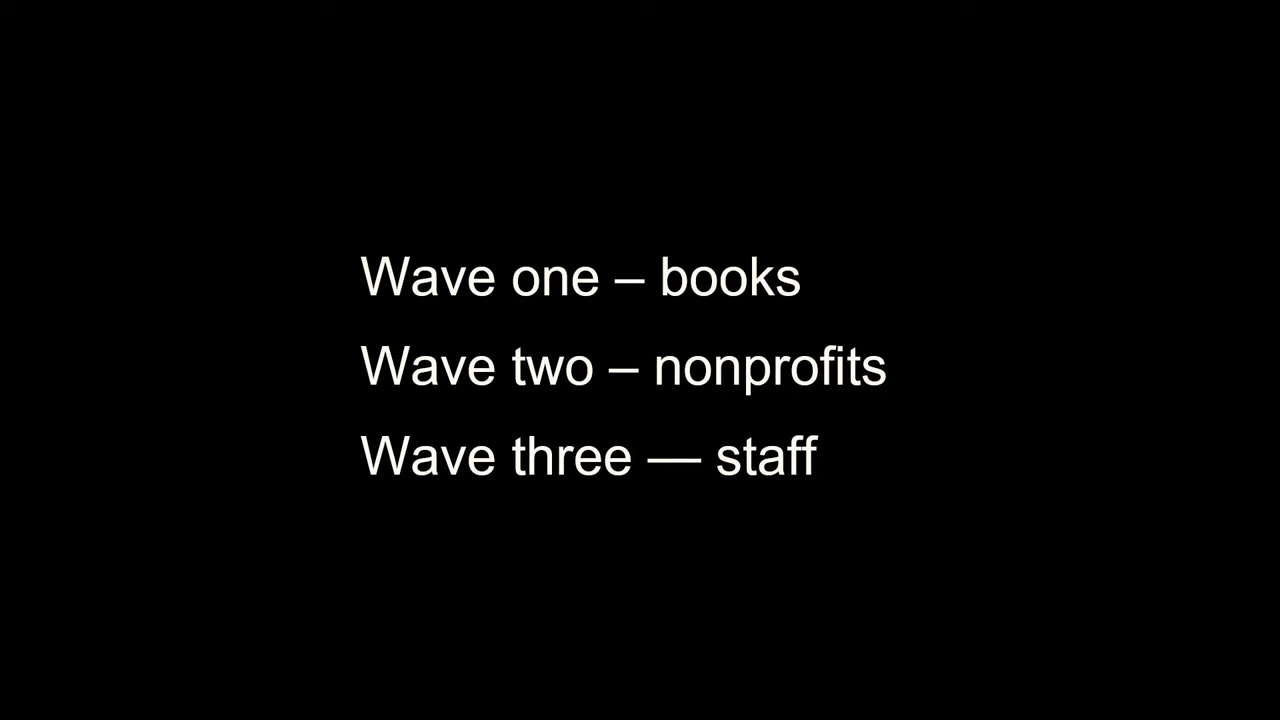 Wave one – books
Wave two – nonprofits
Wave three — staff